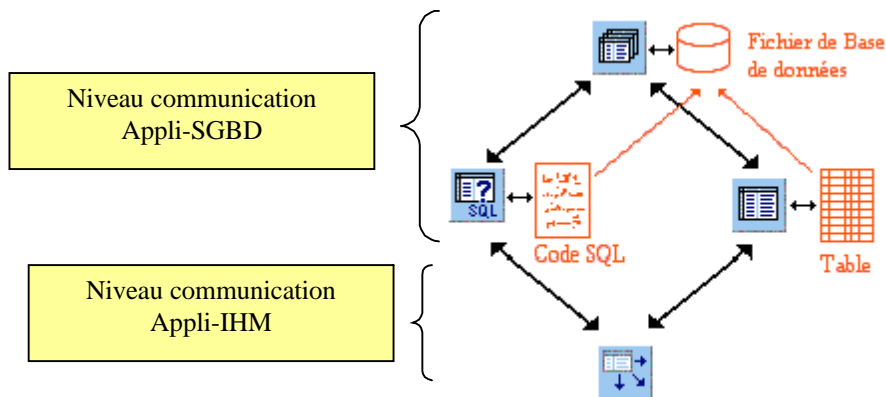 Fichier de Base
de données
Niveau communication
Appli-SGBD
?
SQL
Code SQL
Table
Niveau communication
Appli-IHM